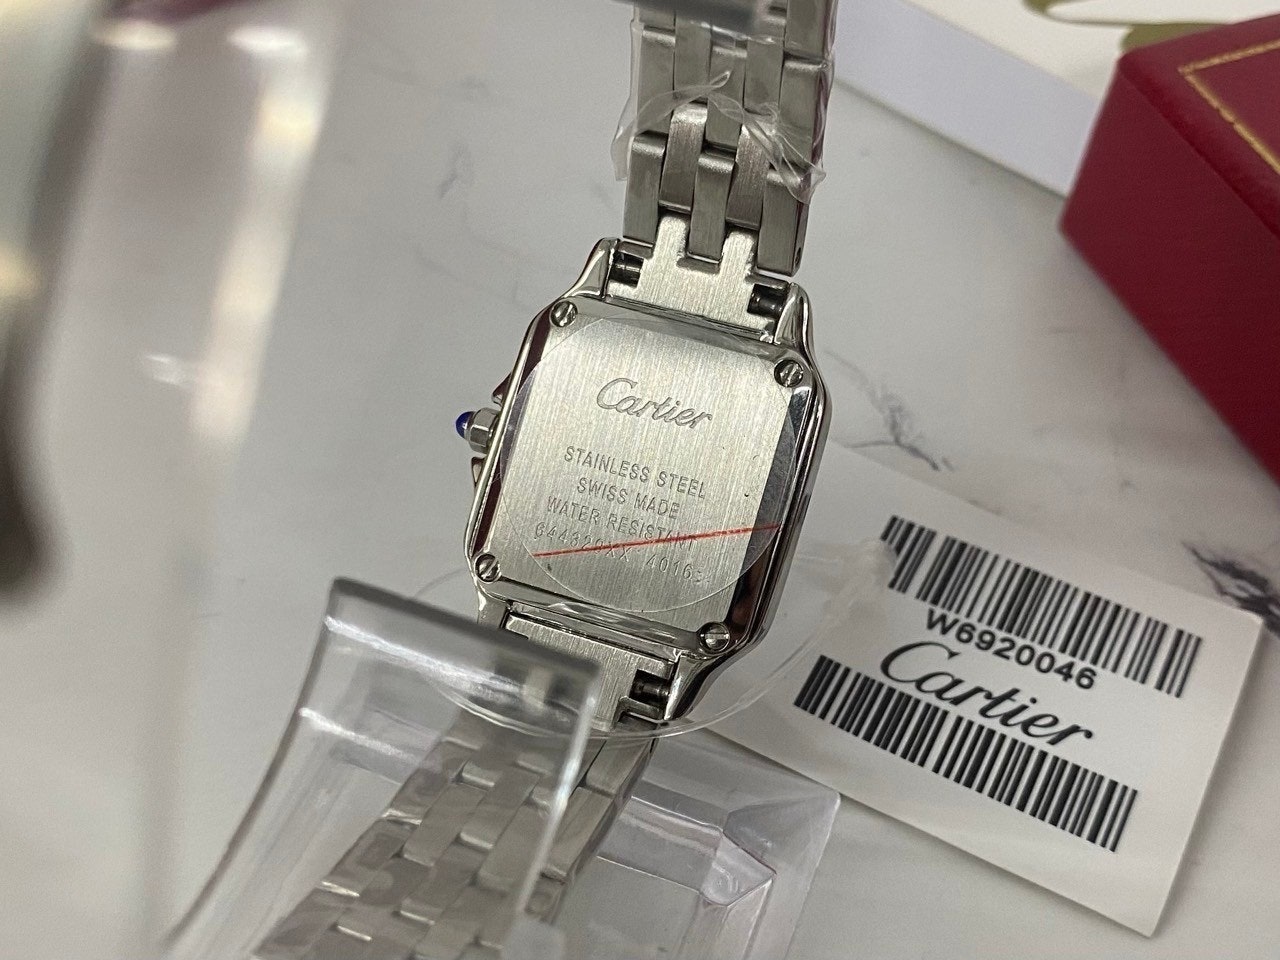 Cartier
STAINLESS STEEL
SWISS MADE
WATER RESISTANT
W6920046
Cartier